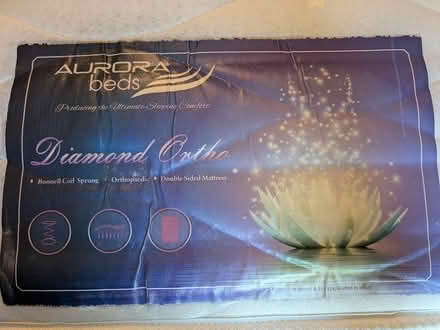 AURORA
beds
Producing the Ultimate Sleeping Comfort
Diamond Ortho
♦ Bonnell Coil Sprung ♦ Orthopaedic ♦ Double Sided Mattress